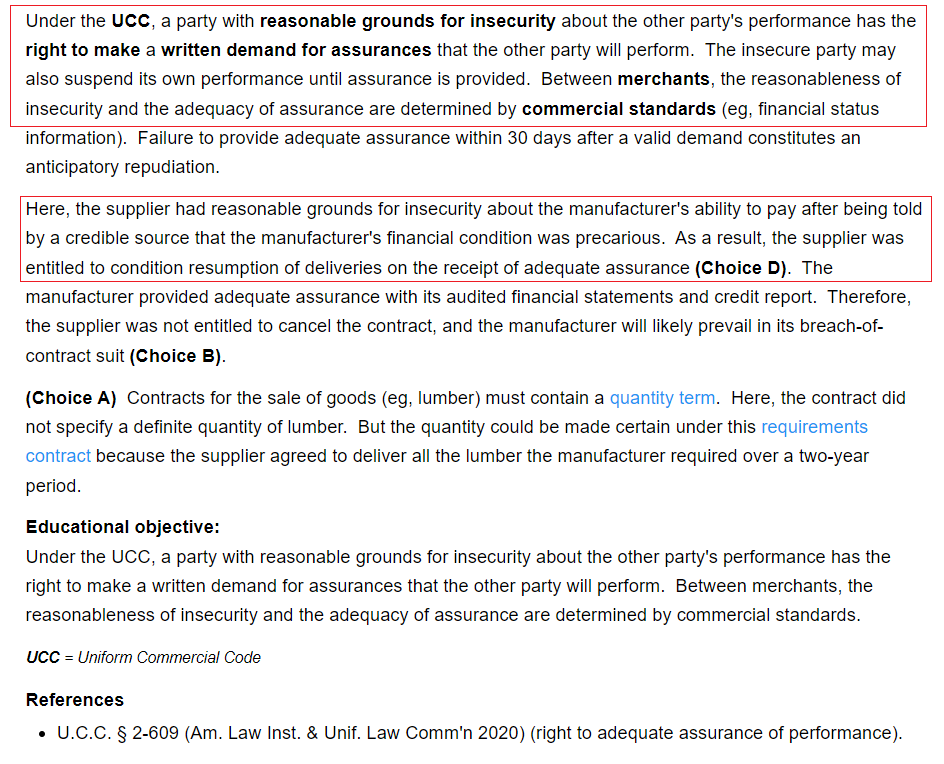 Under the UCC, a party with reasonable grounds for insecurity about the other party's performance has the
right to make a written demand for assurances that the other party will perform.  The insecure party may
also suspend its own performance until assurance is provided.  Between merchants, the reasonableness of
insecurity and the adequacy of assurance are determined by commercial standards (eg, financial status
information).  Failure to provide adequate assurance within 30 days after a valid demand constitutes an
anticipatory repudiation.
Here, the supplier had reasonable grounds for insecurity about the manufacturer's ability to pay after being told
by a credible source that the manufacturer's financial condition was precarious.  As a result, the supplier was
entitled to condition resumption of deliveries on the receipt of adequate assurance (Choice D).  The
manufacturer provided adequate assurance with its audited financial statements and credit report.  Therefore,
the supplier was not entitled to cancel the contract, and the manufacturer will likely prevail in its breach-of-
contract suit (Choice B).
(Choice A)  Contracts for the sale of goods (eg, lumber) must contain a quantity term.  Here, the contract did
not specify a definite quantity of lumber.  But the quantity could be made certain under this requirements
contract because the supplier agreed to deliver all the lumber the manufacturer required over a two-year
period.
Educational objective:
Under the UCC, a party with reasonable grounds for insecurity about the other party's performance has the
right to make a written demand for assurances that the other party will perform.  Between merchants, the
reasonableness of insecurity and the adequacy of assurance are determined by commercial standards.
UCC = Uniform Commercial Code
References
• U.C.C. § 2-609 (Am. Law Inst. & Unif. Law Comm'n 2020) (right to adequate assurance of performance).